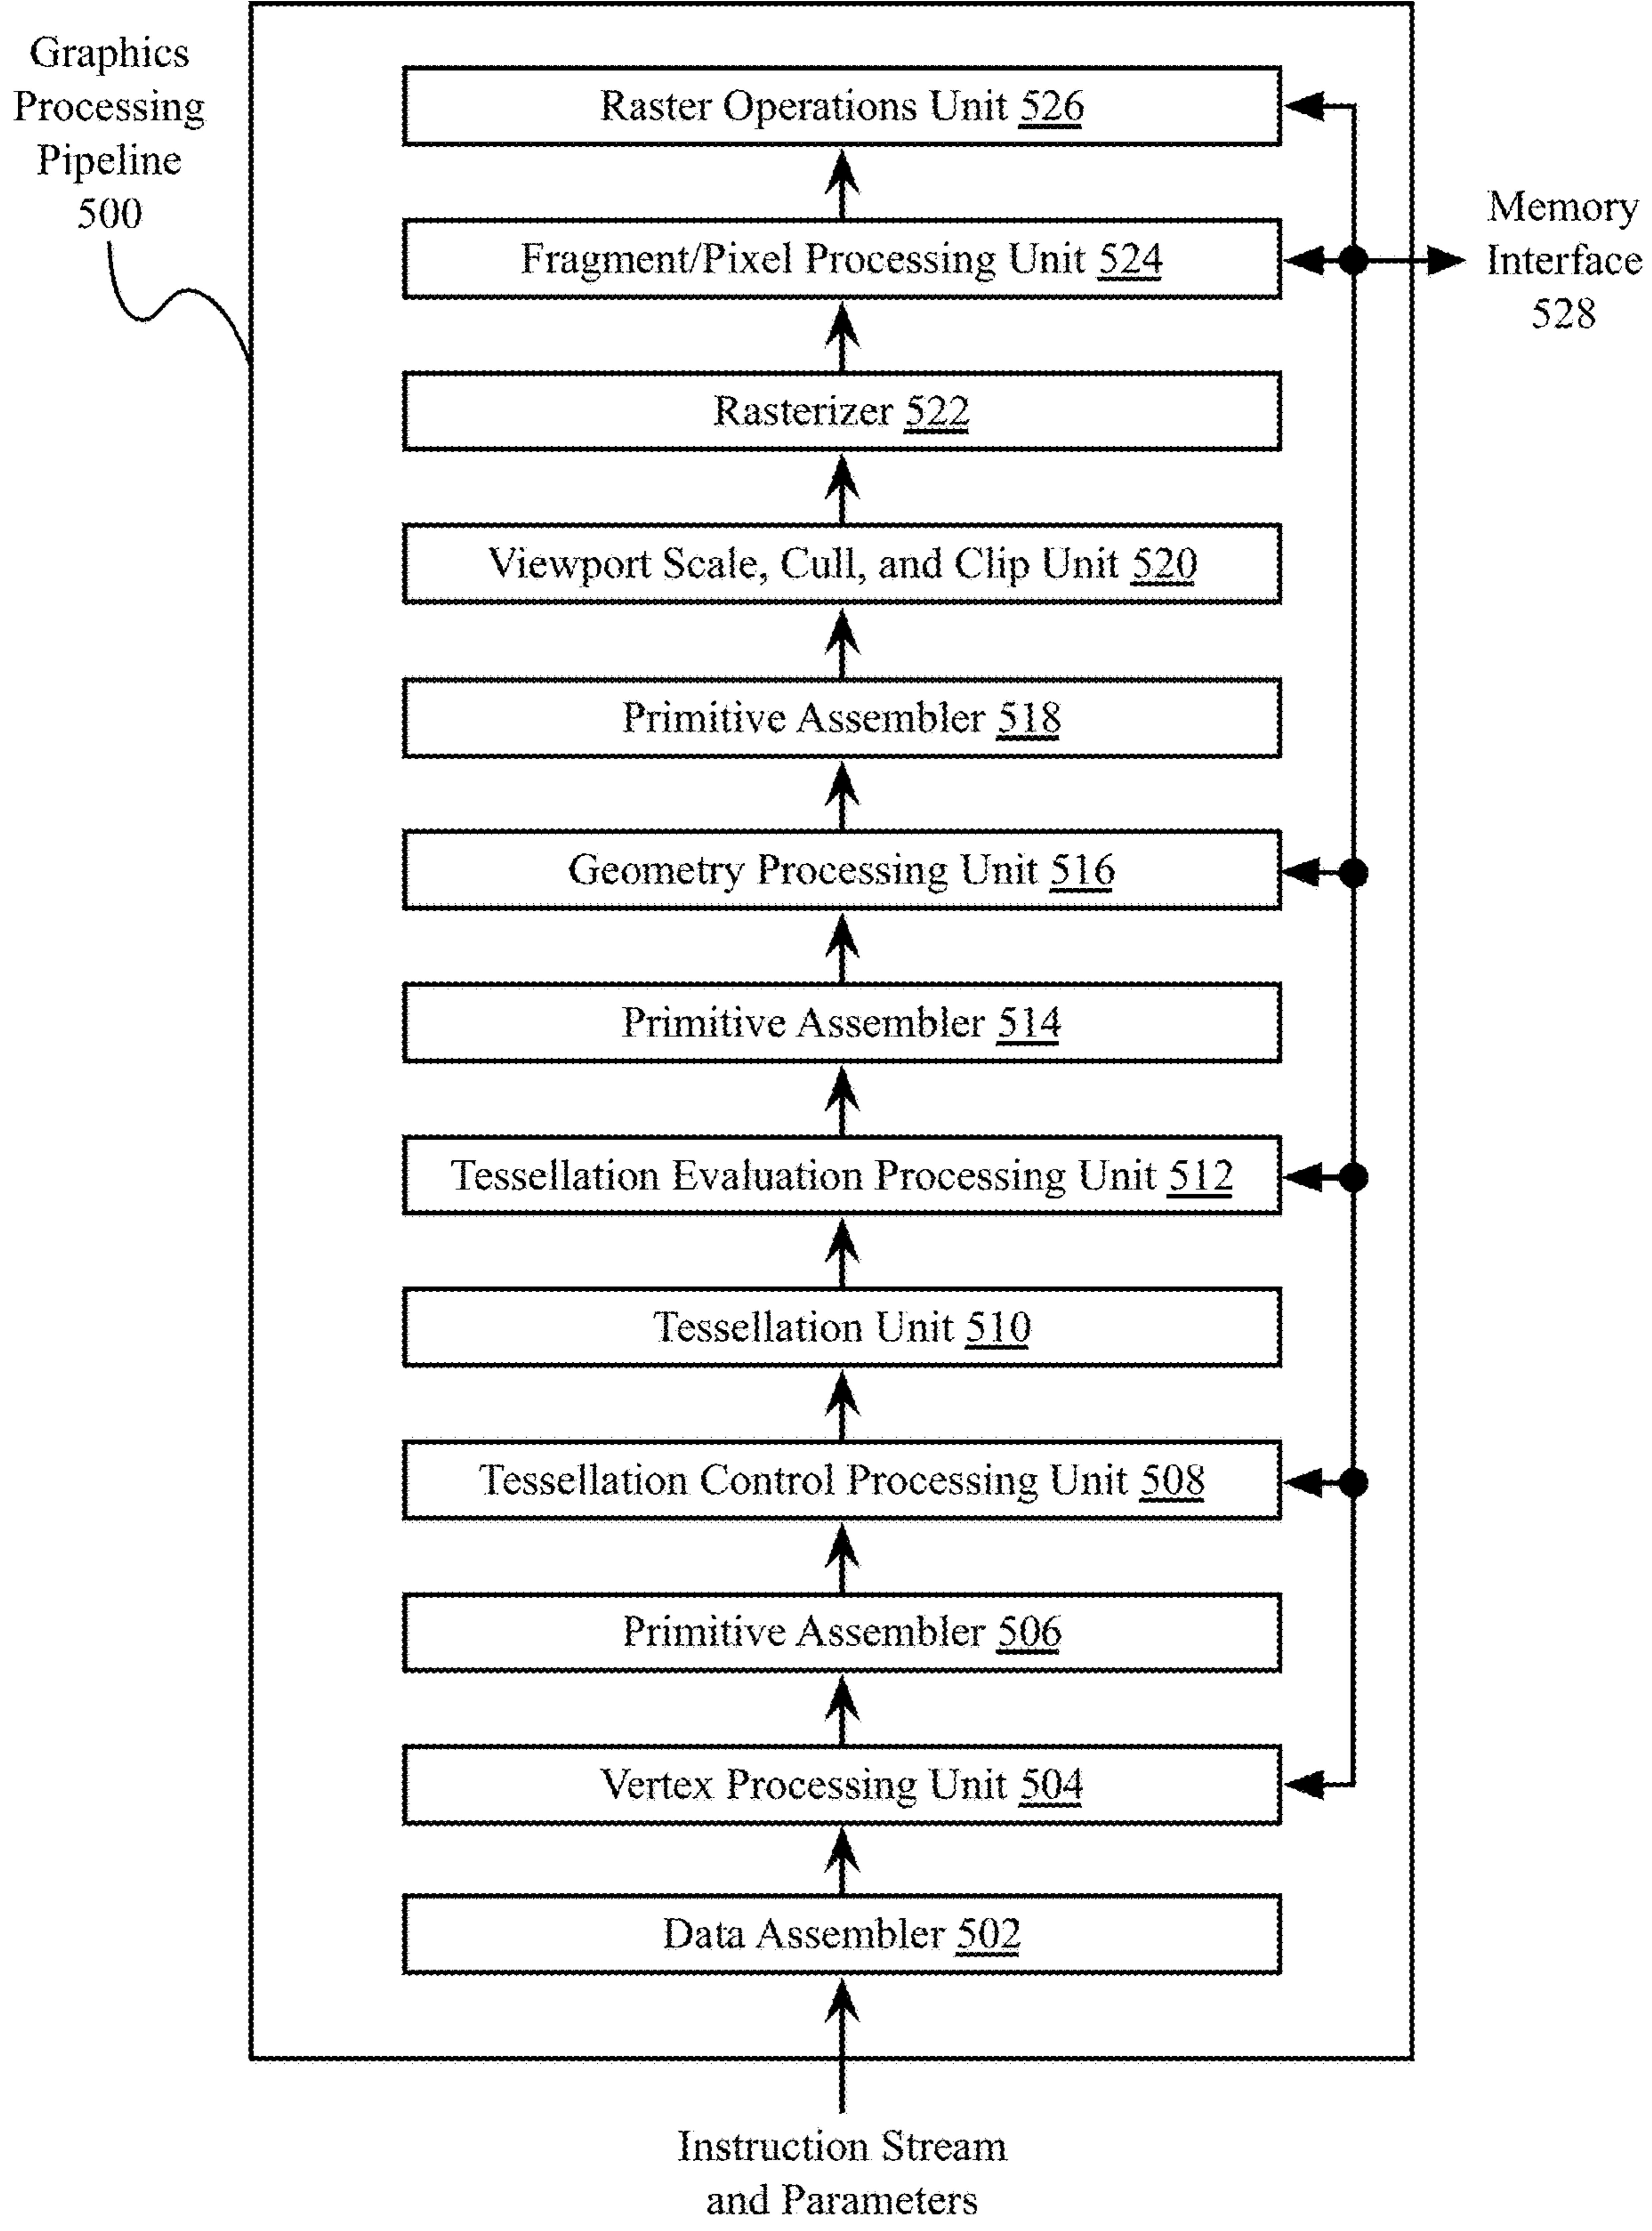 Graphics
Processing
Pipeline
500
Raster Operations Unit 526
Fragment/Pixel Processing Unit 524
Memory
Interface
528
Rasterizer 522
Viewport Scale, Cull, and Clip Unit 520
Primitive Assembler 518
Geometry Processing Unit 516
Primitive Assembler 514
Tessellation Evaluation Processing Unit 512
Tessellation Unit 510
Tessellation Control Processing Unit 508
Primitive Assembler 506
Vertex Processing Unit 504
Data Assembler 502
Instruction Stream
and Parameters